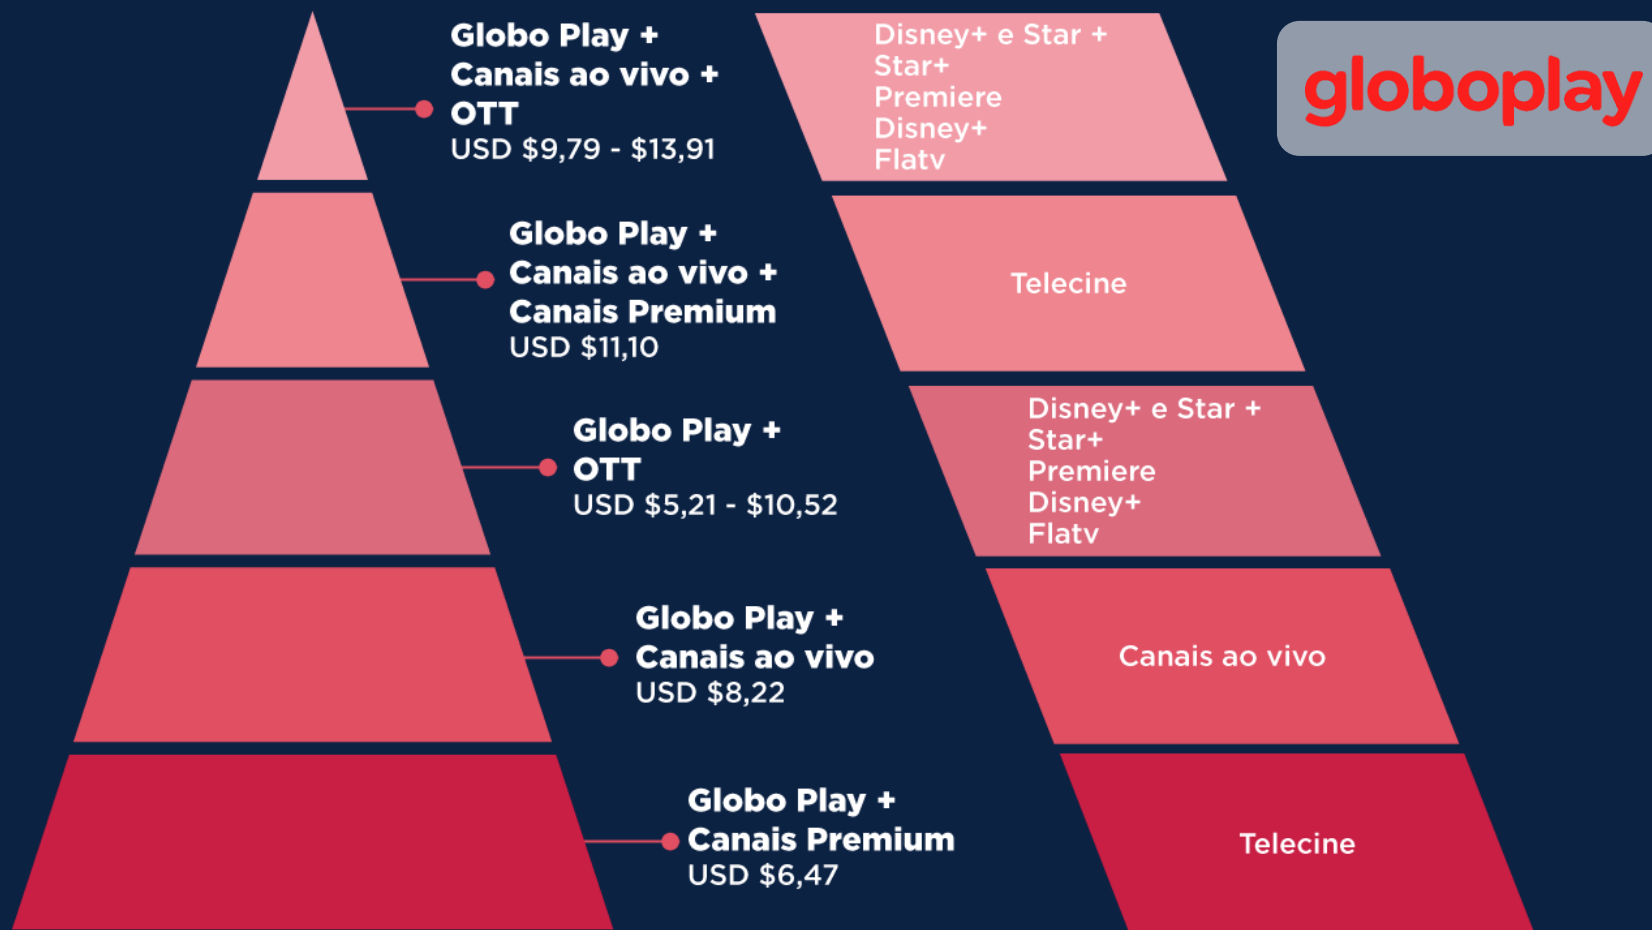 Globo Play +
Canais ao vivo +
OTT
USD $9,79 - $13,91
Disney+ e Star +
Star+
Premiere
Disney+
Flatv
globoplay
Globo Play +
Canais ao vivo +
Canais Premium
USD $11,10
Telecine
Globo Play +
OTT
USD $5,21 - $10,52
Disney+ e Star +
Star+
Premiere
Disney+
Flatv
Globo Play +
Canais ao vivo
USD $8,22
Canais ao vivo
Globo Play +
Canais Premium
USD $6,47
Telecine